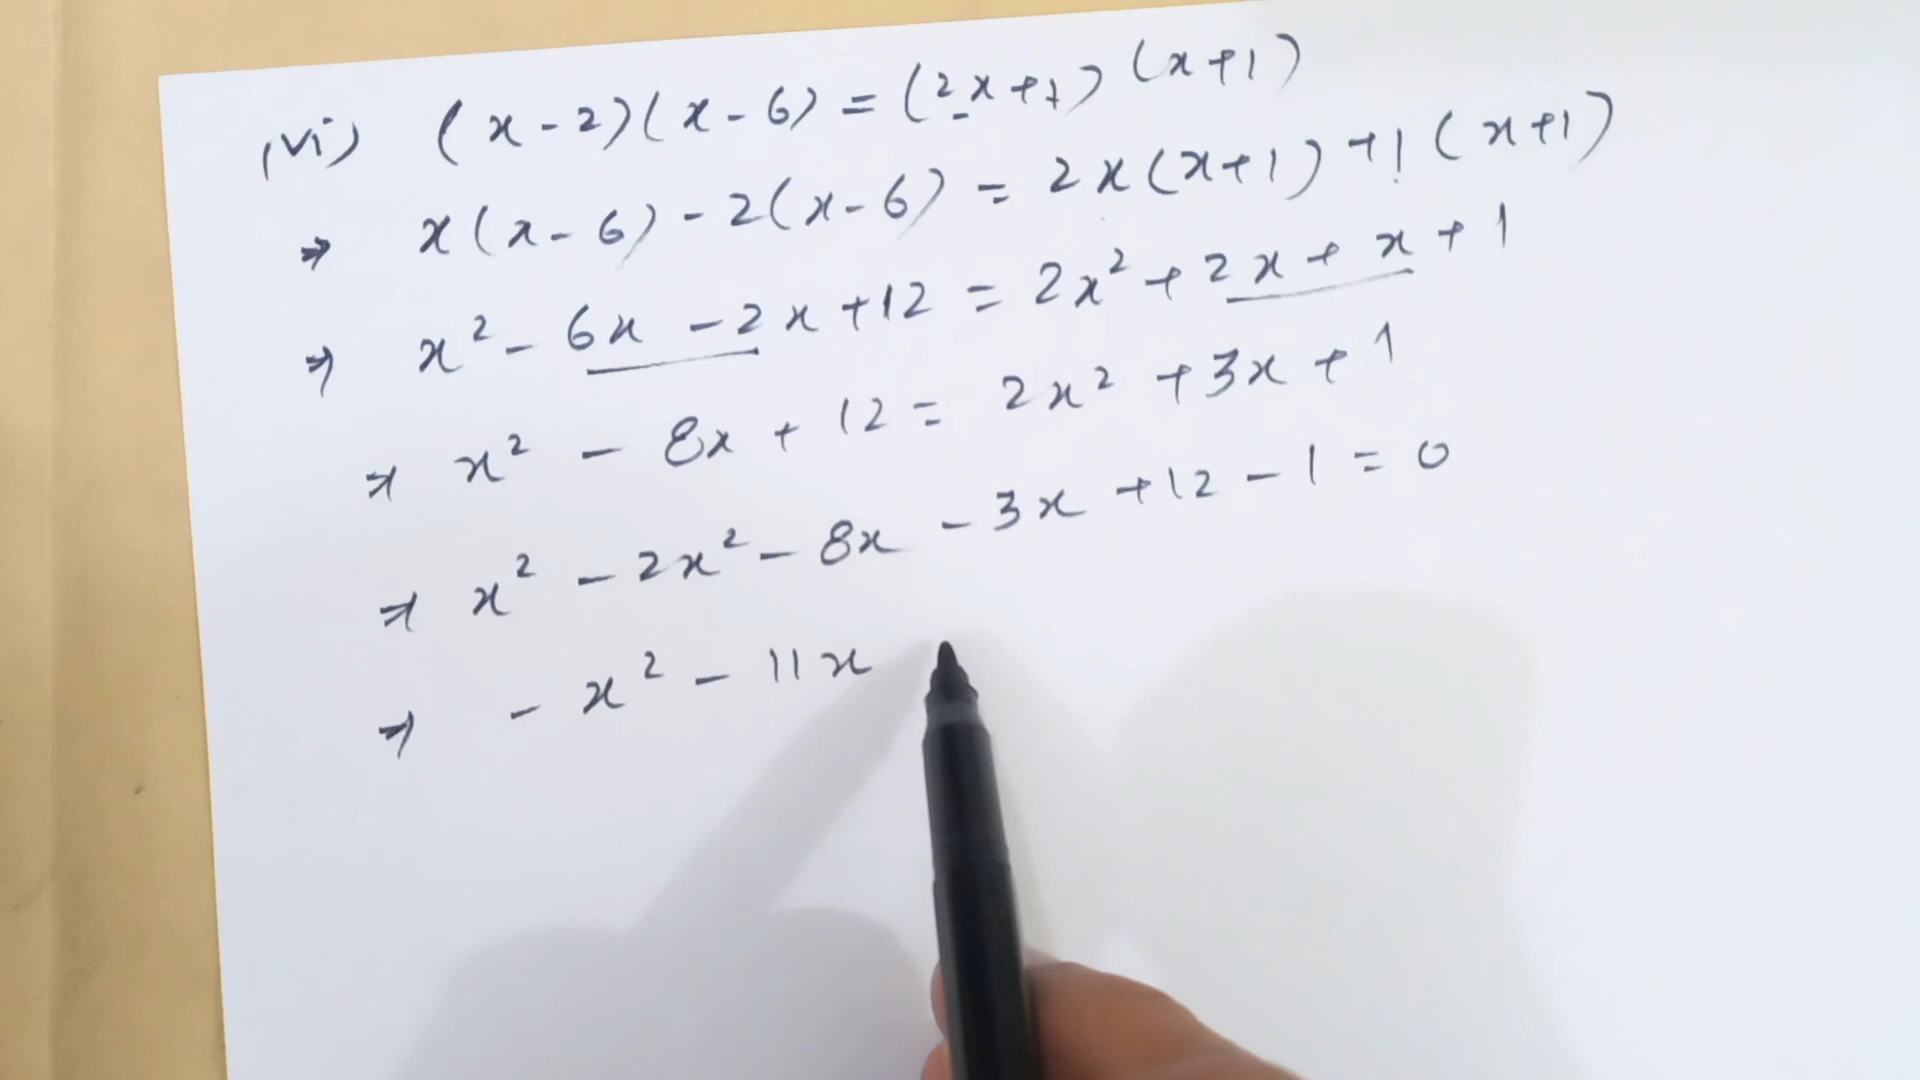 (vi) (x-2)(x-6) = (2x+1)(x+1)
⇒ x(x-6)-2(x-6) = 2x(x+1)+1(x+1)
⇒ x²-6x-2x+12 = 2x²+2x+x+1
⇒ x²-8x+12 = 2x²+3x+1
⇒ x²-2x²-8x-3x+12-1=0
⇒ -x²-11x